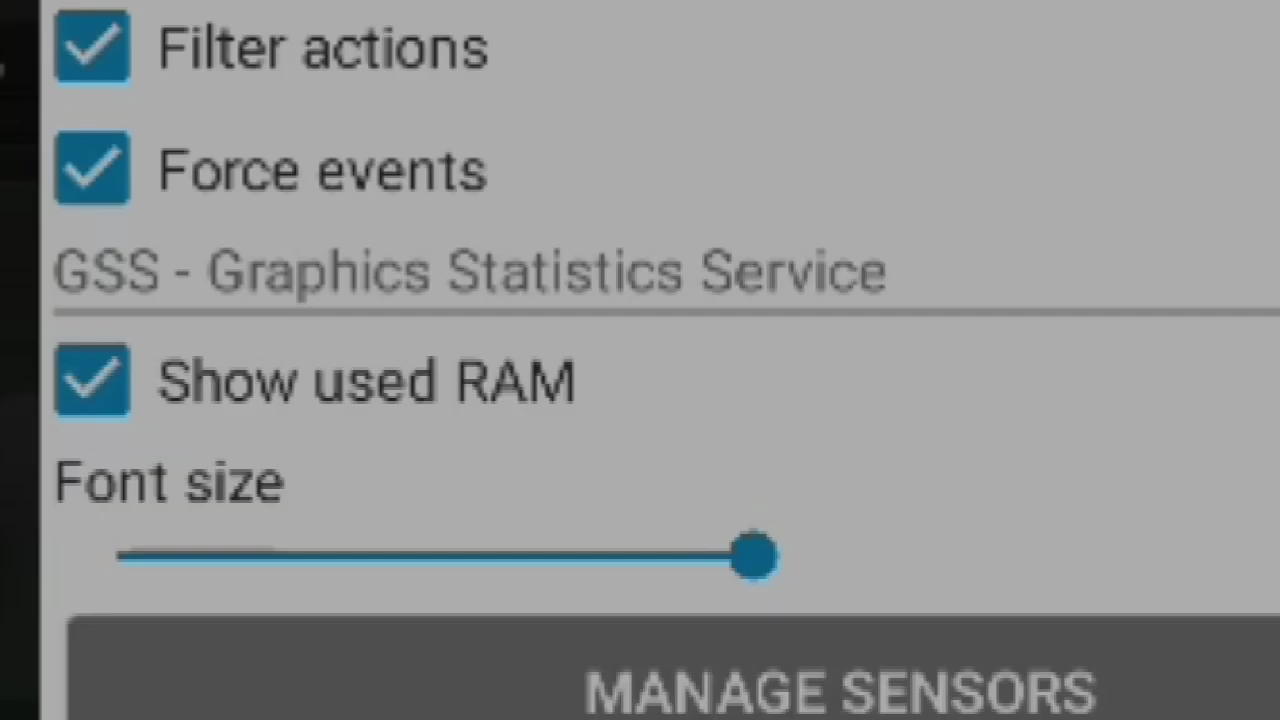 Filter actions
Force events
GSS - Graphics Statistics Service
Show used RAM
Font size
MANAGE SENSORS